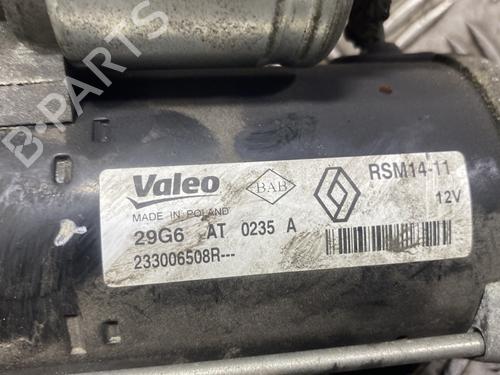 B-PARTS
Valeo
BAB
RSM14-11
MADE IN POLAND
12V
29G6 AT 0235 A
233006508R---